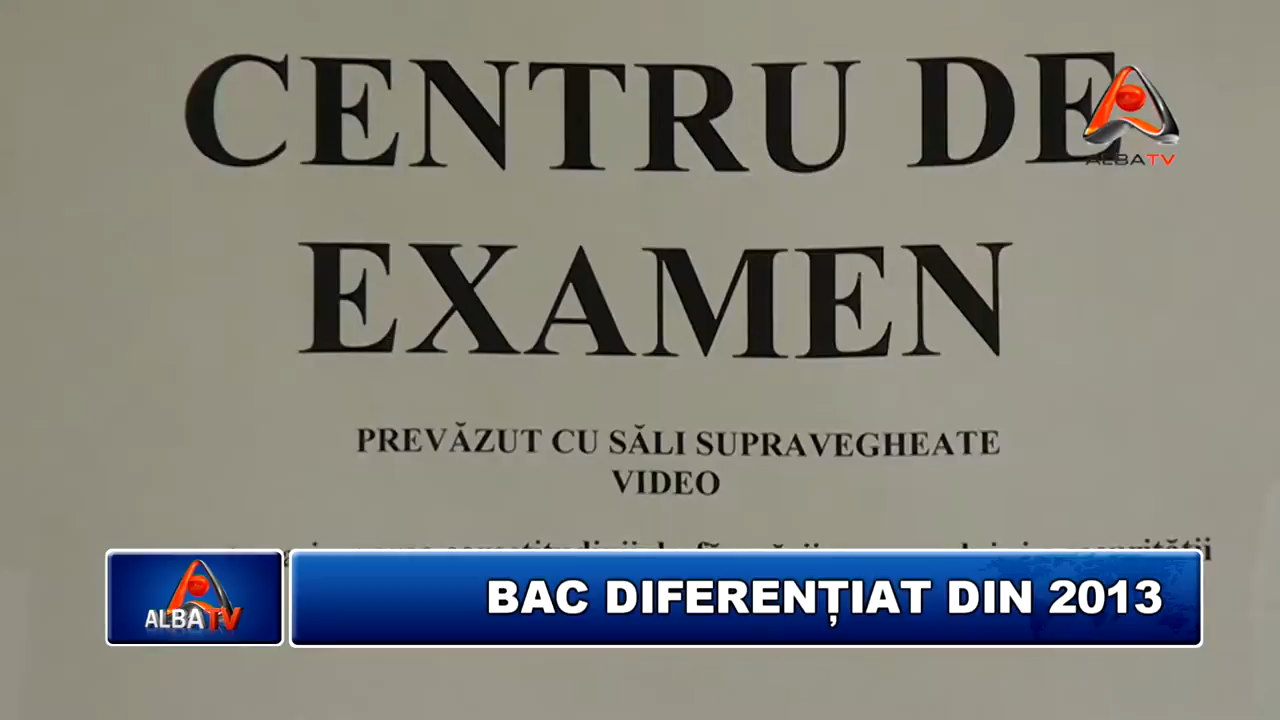 CENTRU DE
ALBATV
EXAMEN
PREVĂZUT CU SĂLI SUPRAVEGHEATE
VIDEO
ALBATV
BAC DIFERENȚIAT DIN 2013